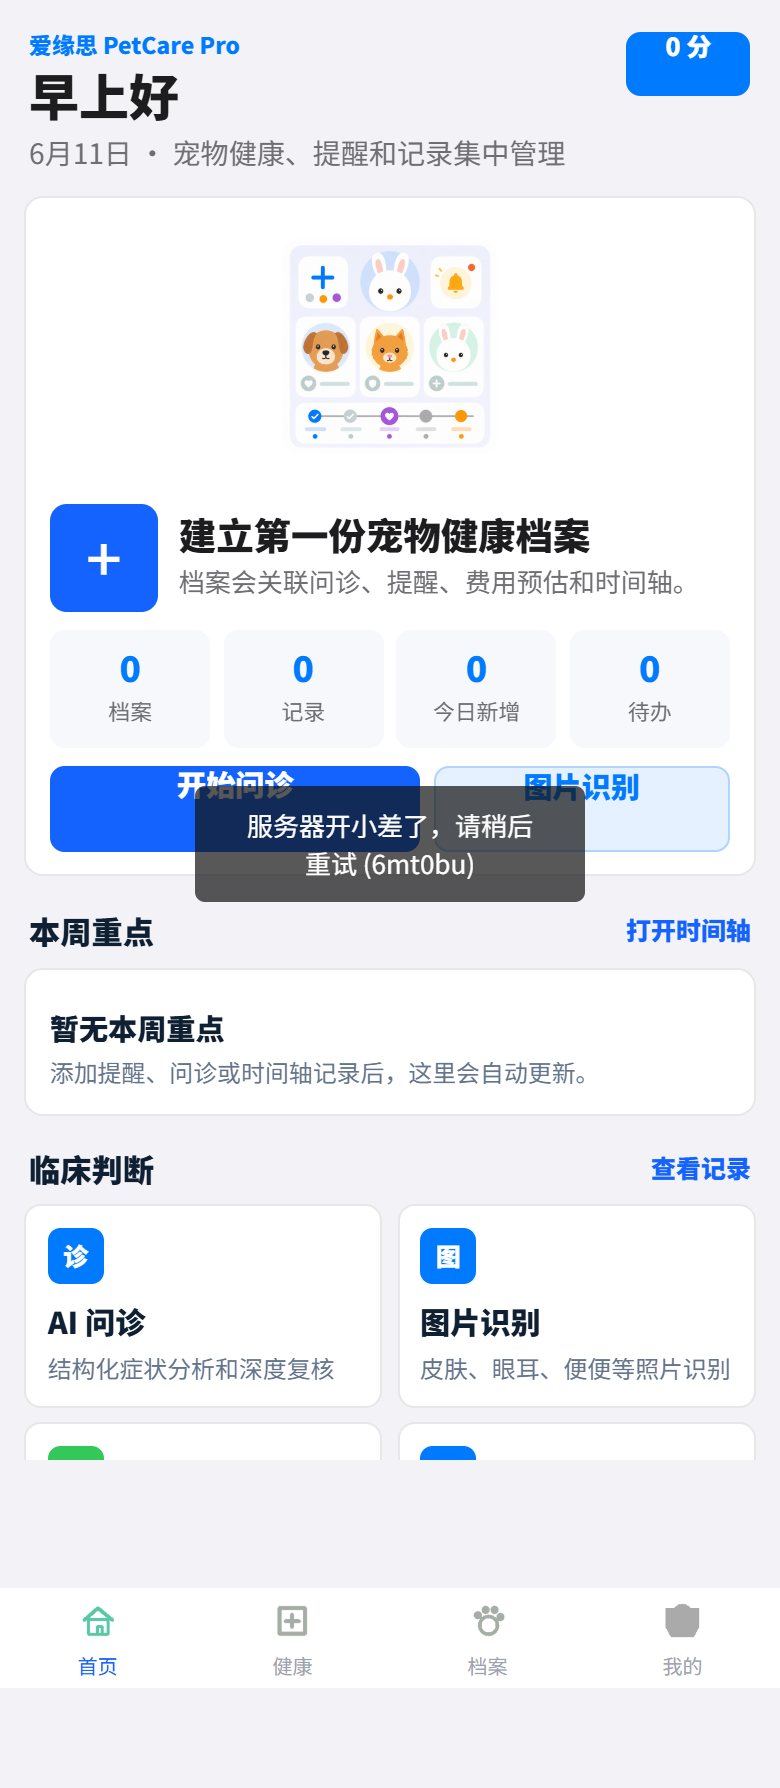 爱缘思 PetCare Pro
0 分
早上好
6月11日 · 宠物健康、提醒和记录集中管理
建立第一份宠物健康档案
档案会关联问诊、提醒、费用预估和时间轴。
0
0
0
0
档案
记录
今日新增
待办
开始问诊
图片识别
服务器开小差了，请稍后
重试 (6mt0bu)
本周重点
打开时间轴
暂无本周重点
添加提醒、问诊或时间轴记录后，这里会自动更新。
临床判断
查看记录
诊
图
AI 问诊
图片识别
结构化症状分析和深度复核
皮肤、眼耳、便便等照片识别
首页
健康
档案
我的